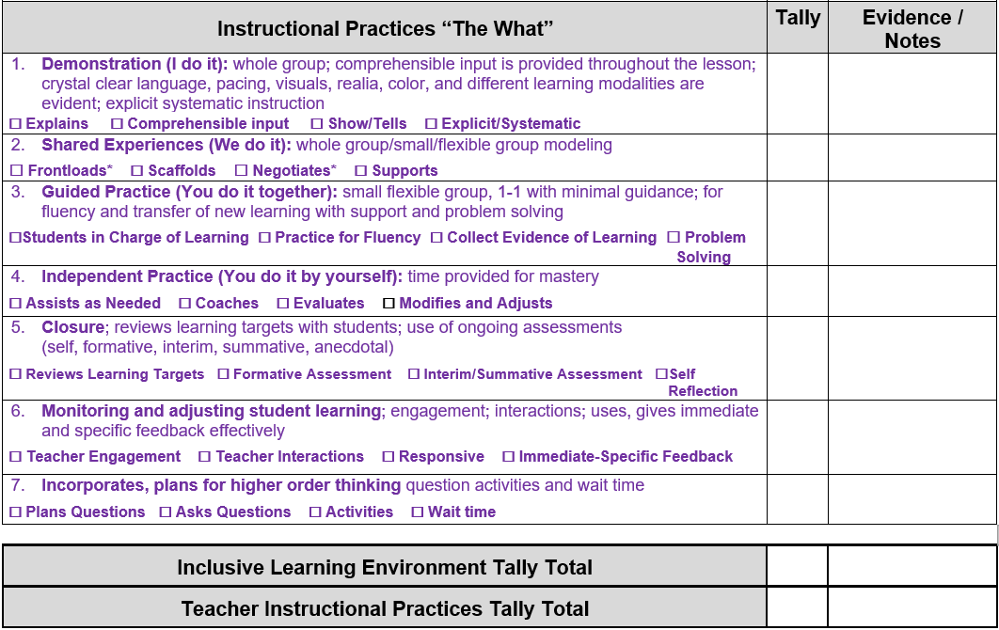 Instructional Practices “The What”
Tally
Evidence /
Notes
1. Demonstration (I do it): whole group; comprehensible input is provided throughout the lesson;
crystal clear language, pacing, visuals, realia, color, and different learning modalities are
evident; explicit systematic instruction
☐ Explains ☐ Comprehensible input ☐ Show/Tells ☐ Explicit/Systematic
2. Shared Experiences (We do it): whole group/small/flexible group modeling
☐ Frontloads* ☐ Scaffolds ☐ Negotiates* ☐ Supports
3. Guided Practice (You do it together): small flexible group, 1-1 with minimal guidance; for
fluency and transfer of new learning with support and problem solving
☐Students in Charge of Learning ☐ Practice for Fluency ☐ Collect Evidence of Learning ☐ Problem
Solving
4. Independent Practice (You do it by yourself): time provided for mastery
☐ Assists as Needed ☐ Coaches ☐ Evaluates ☐ Modifies and Adjusts
5. Closure; reviews learning targets with students; use of ongoing assessments
(self, formative, interim, summative, anecdotal)
☐ Reviews Learning Targets ☐ Formative Assessment ☐ Interim/Summative Assessment ☐Self
Reflection
6. Monitoring and adjusting student learning; engagement; interactions; uses, gives immediate
and specific feedback effectively
☐ Teacher Engagement ☐ Teacher Interactions ☐ Responsive ☐ Immediate-Specific Feedback
7. Incorporates, plans for higher order thinking question activities and wait time
☐ Plans Questions ☐ Asks Questions ☐ Activities ☐ Wait time
Inclusive Learning Environment Tally Total
Teacher Instructional Practices Tally Total